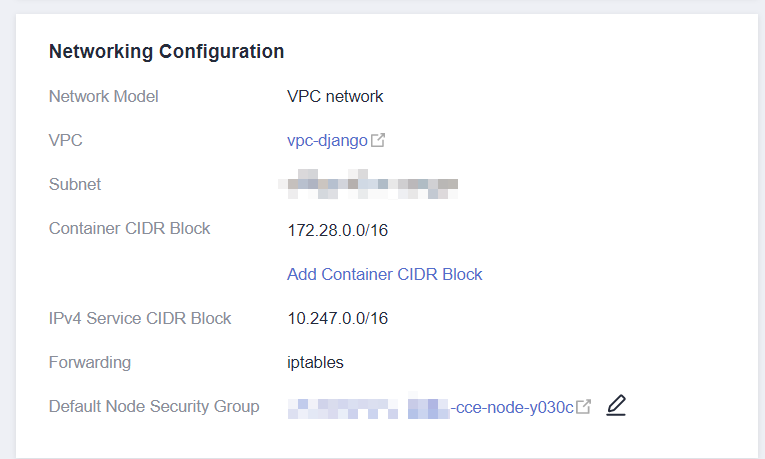 Networking Configuration
Network Model VPC network
VPC vpc-django
Subnet
Container CIDR Block 172.28.0.0/16
Add Container CIDR Block
IPv4 Service CIDR Block 10.247.0.0/16
Forwarding iptables
Default Node Security Group -cce-node-y030c